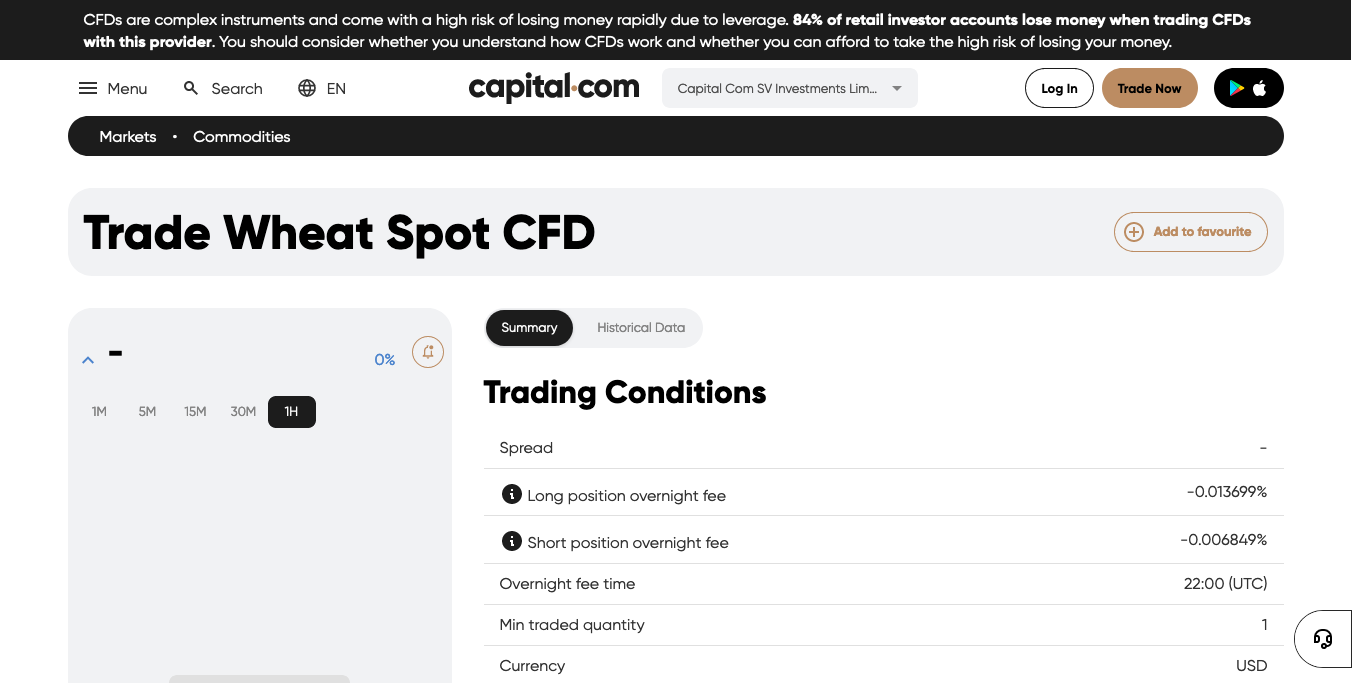 CFDs are complex instruments and come with a high risk of losing money rapidly due to leverage. 84% of retail investor accounts lose money when trading CFDs
with this provider. You should consider whether you understand how CFDs work and whether you can afford to take the high risk of losing your money.
Menu Search EN capital.com Capital Com SV Investments Lim... Log In Trade Now
Markets • Commodities
Trade Wheat Spot CFD
Add to favourite
- 0%
1M 5M 15M 30M 1H
Summary Historical Data
Trading Conditions
Spread -
Long position overnight fee -0.013699%
Short position overnight fee -0.006849%
Overnight fee time 22:00 (UTC)
Min traded quantity 1
Currency USD